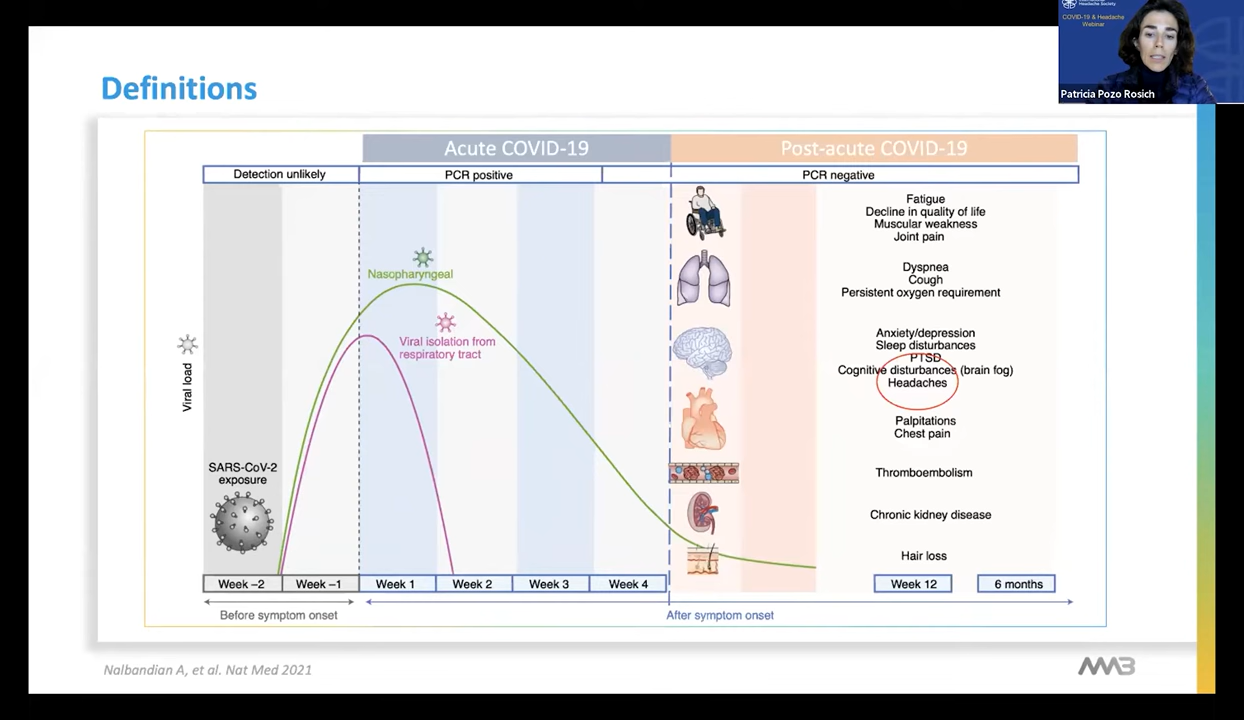 International
Headache Society
COVID-19 & Headache
Webinar
Patricia Pozo Rosich
Definitions
Acute COVID-19
Post-acute COVID-19
Detection unlikely
PCR positive
PCR negative
Fatigue
Decline in quality of life
Muscular weakness
Joint pain
Nasopharyngeal
Dyspnea
Cough
Persistent oxygen requirement
Viral isolation from
respiratory tract
Viral load
Anxiety/depression
Sleep disturbances
PTSD
Cognitive disturbances (brain fog)
Headaches
Palpitations
Chest pain
SARS-CoV-2
exposure
Thromboembolism
Chronic kidney disease
Hair loss
Week –2
Week –1
Week 1
Week 2
Week 3
Week 4
Week 12
6 months
Before symptom onset
After symptom onset
Nalbandian A, et al. Nat Med 2021